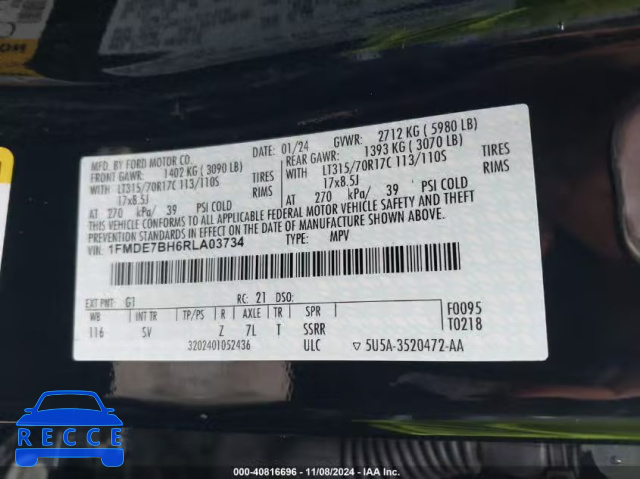 MFD. BY FORD MOTOR CO.
DATE: 01/24
GVWR: 2712 KG ( 5980 LB)
FRONT GAWR: 1402 KG ( 3090 LB)
REAR GAWR: 1393 KG ( 3070 LB)
WITH LT315/70R17C 113/110S TIRES
WITH LT315/70R17C 113/110S TIRES
17x8.5J RIMS
17x8.5J RIMS
AT 270 kPa/ 39 PSI COLD
AT 270 kPa/ 39 PSI COLD
THIS VEHICLE CONFORMS TO ALL APPLICABLE FEDERAL MOTOR VEHICLE SAFETY AND THEFT
PREVENTION STANDARDS IN EFFECT ON THE DATE OF MANUFACTURE SHOWN ABOVE.
VIN: 1FMDE7BH6RLA03734 TYPE: MPV
EXT PNT: G1 RC: 21 DSO: F0095
WB INT TR TP/PS R AXLE TR SPR T0218
116 SV Z 7L T SSRR
3202401052436 ULC ▽ 5U5A-3520472-AA
RECCE
000-40816696 - 11/08/2024 - IAA Inc.